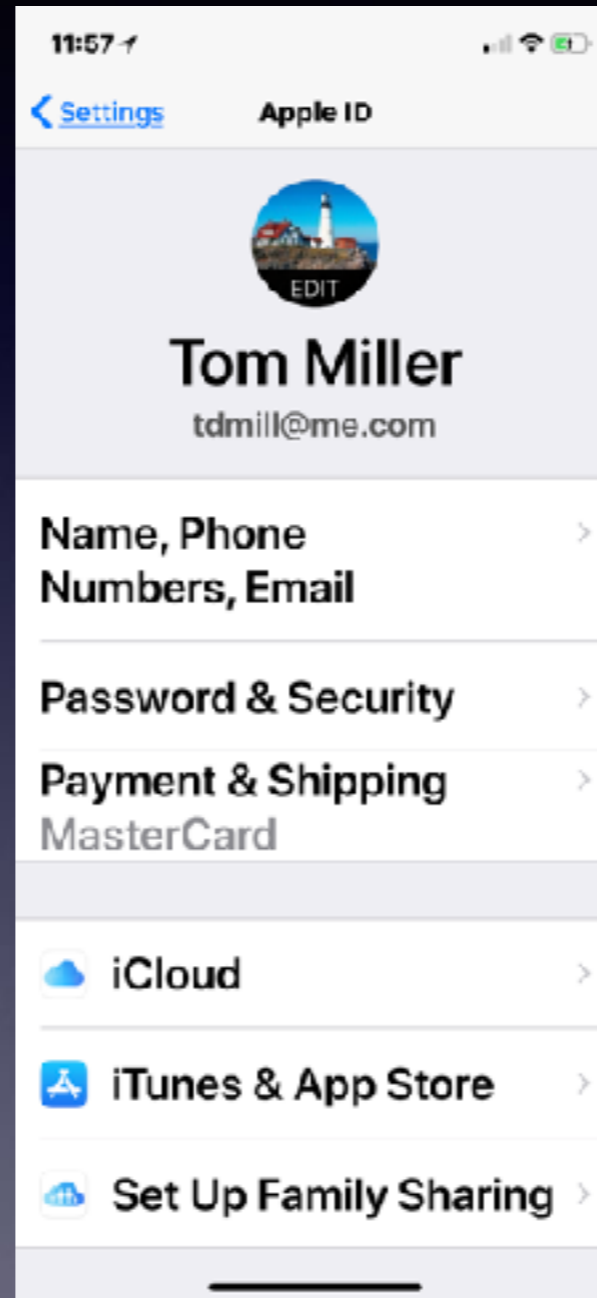 11:57
Settings
Apple ID
EDIT
Tom Miller
tdmill@me.com
Name, Phone
Numbers, Email
Password & Security
Payment & Shipping
MasterCard
iCloud
iTunes & App Store
Set Up Family Sharing